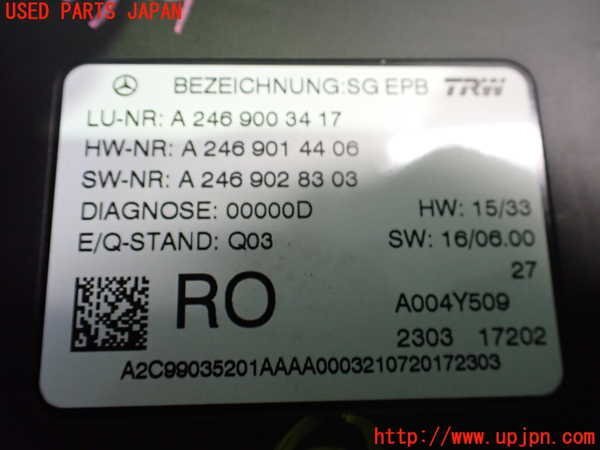 USED PARTS JAPAN
BEZEICHNUNG:SG EPB TRW
LU-NR: A 246 900 34 17
HW-NR: A 246 901 44 06
SW-NR: A 246 902 83 03
DIAGNOSE: 00000D HW: 15/33
E/Q-STAND: Q03 SW: 16/06.00
27
RO A004Y509
2303 17202
A2C99035201AAAA0003210720172303
http://www.upjpn.com/